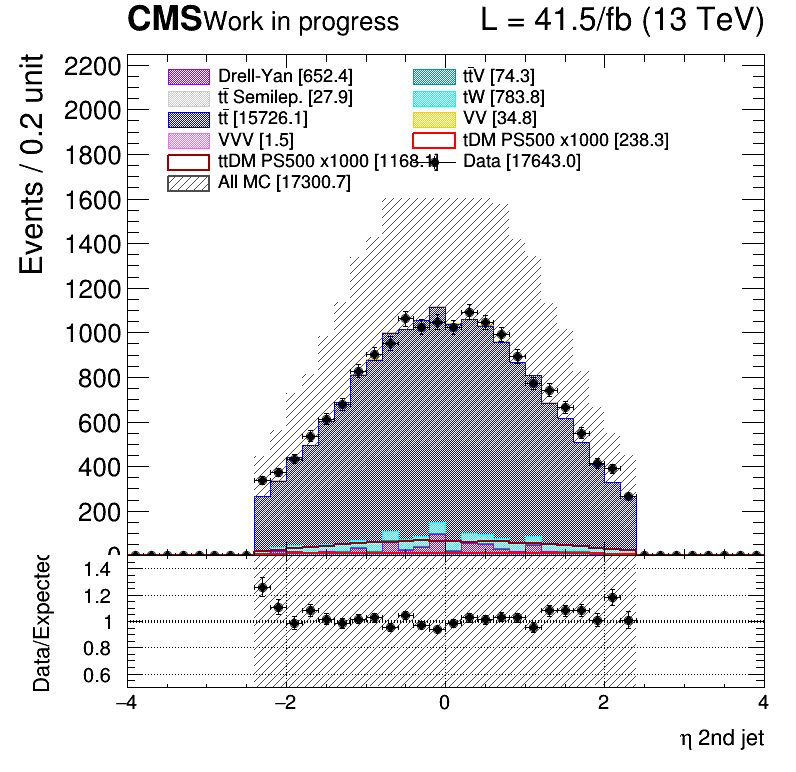 CMS Work in progress L = 41.5/fb (13 TeV)
Events / 0.2 unit
2200
2000
1800
1600
1400
1200
1000
800
600
400
200
0
Drell-Yan [652.4] tt̄V [74.3]
tt̄ Semilep. [27.9] tW [783.8]
tt̄ [15726.1] VV [34.8]
VVV [1.5] tDM PS500 x1000 [238.3]
ttDM PS500 x1000 [1168.1] Data [17643.0]
All MC [17300.7]
Data/Expected
1.4
1.2
1
0.8
0.6
−4 −2 0 2 4
η 2nd jet